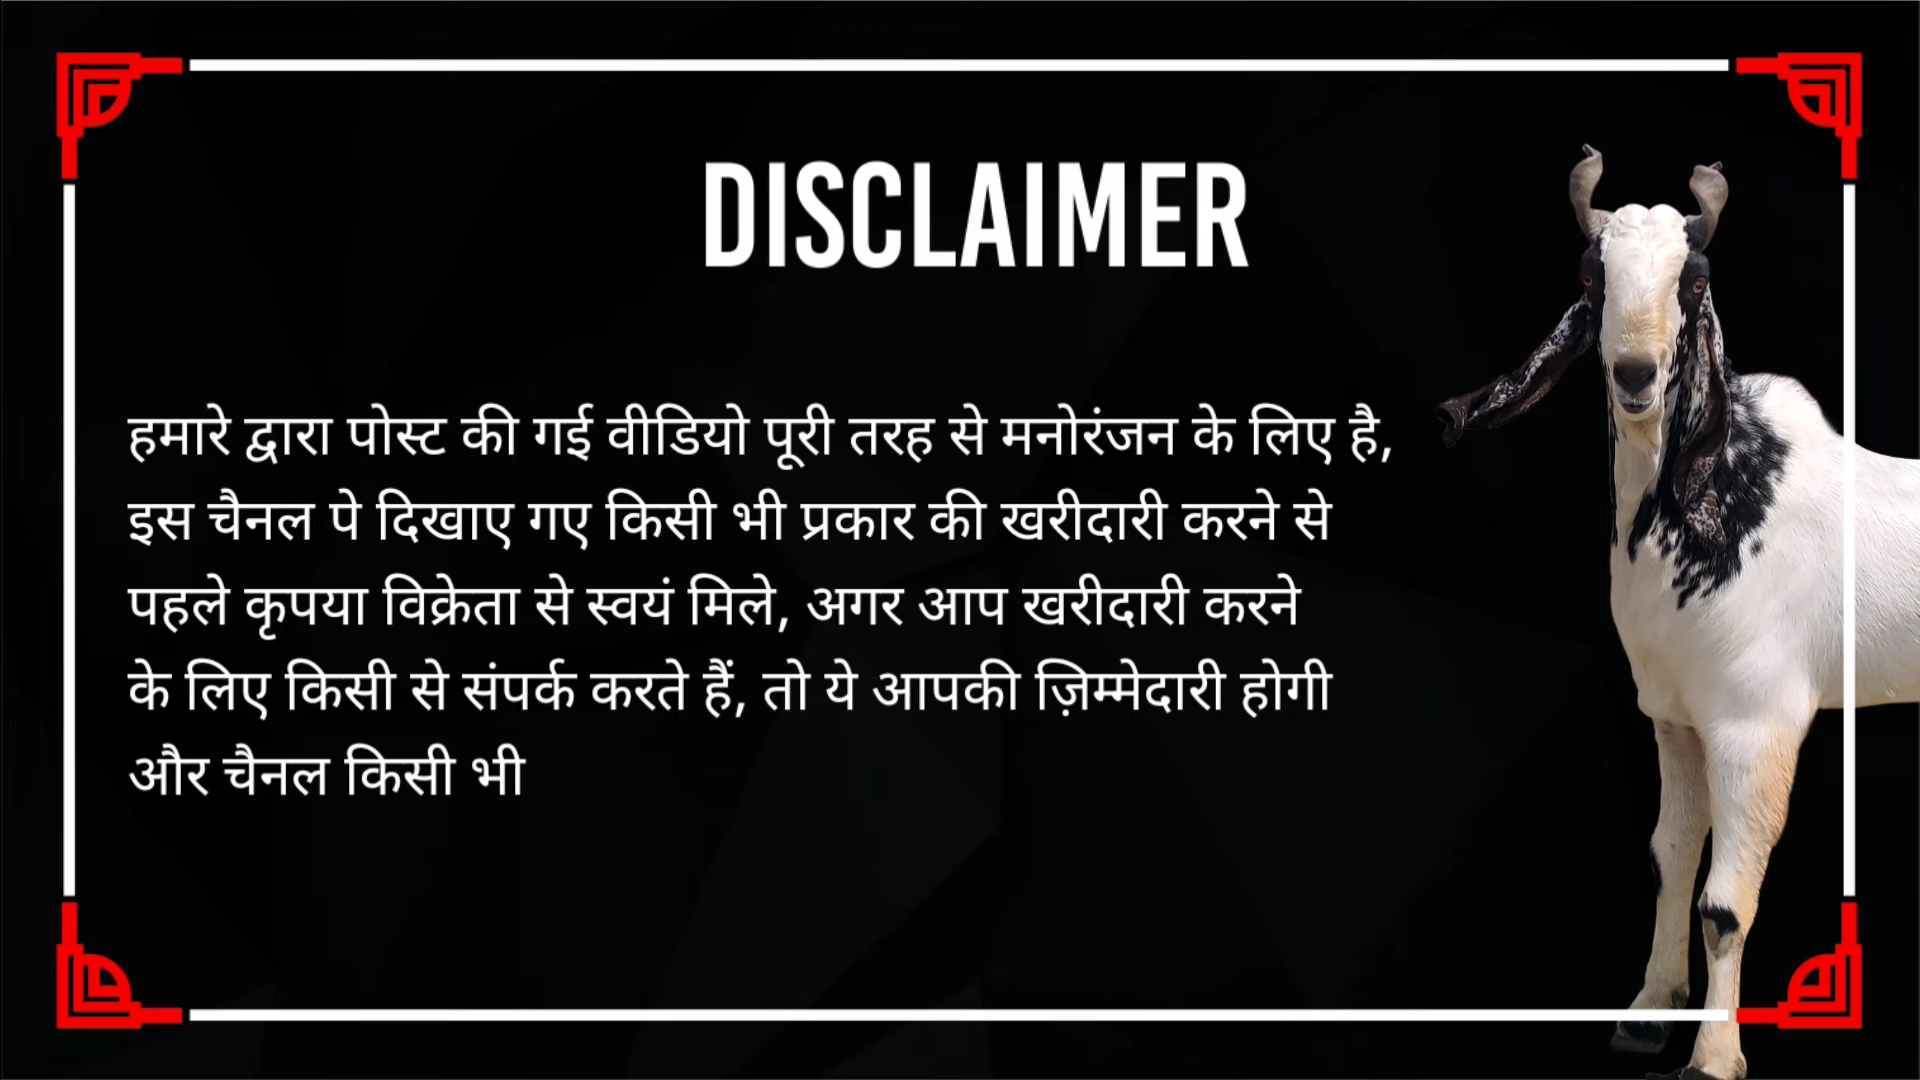 DISCLAIMER
हमारे द्वारा पोस्ट की गई वीडियो पूरी तरह से मनोरंजन के लिए है,
इस चैनल पे दिखाए गए किसी भी प्रकार की खरीदारी करने से
पहले कृपया विक्रेता से स्वयं मिले, अगर आप खरीदारी करने
के लिए किसी से संपर्क करते हैं, तो ये आपकी ज़िम्मेदारी होगी
और चैनल किसी भी